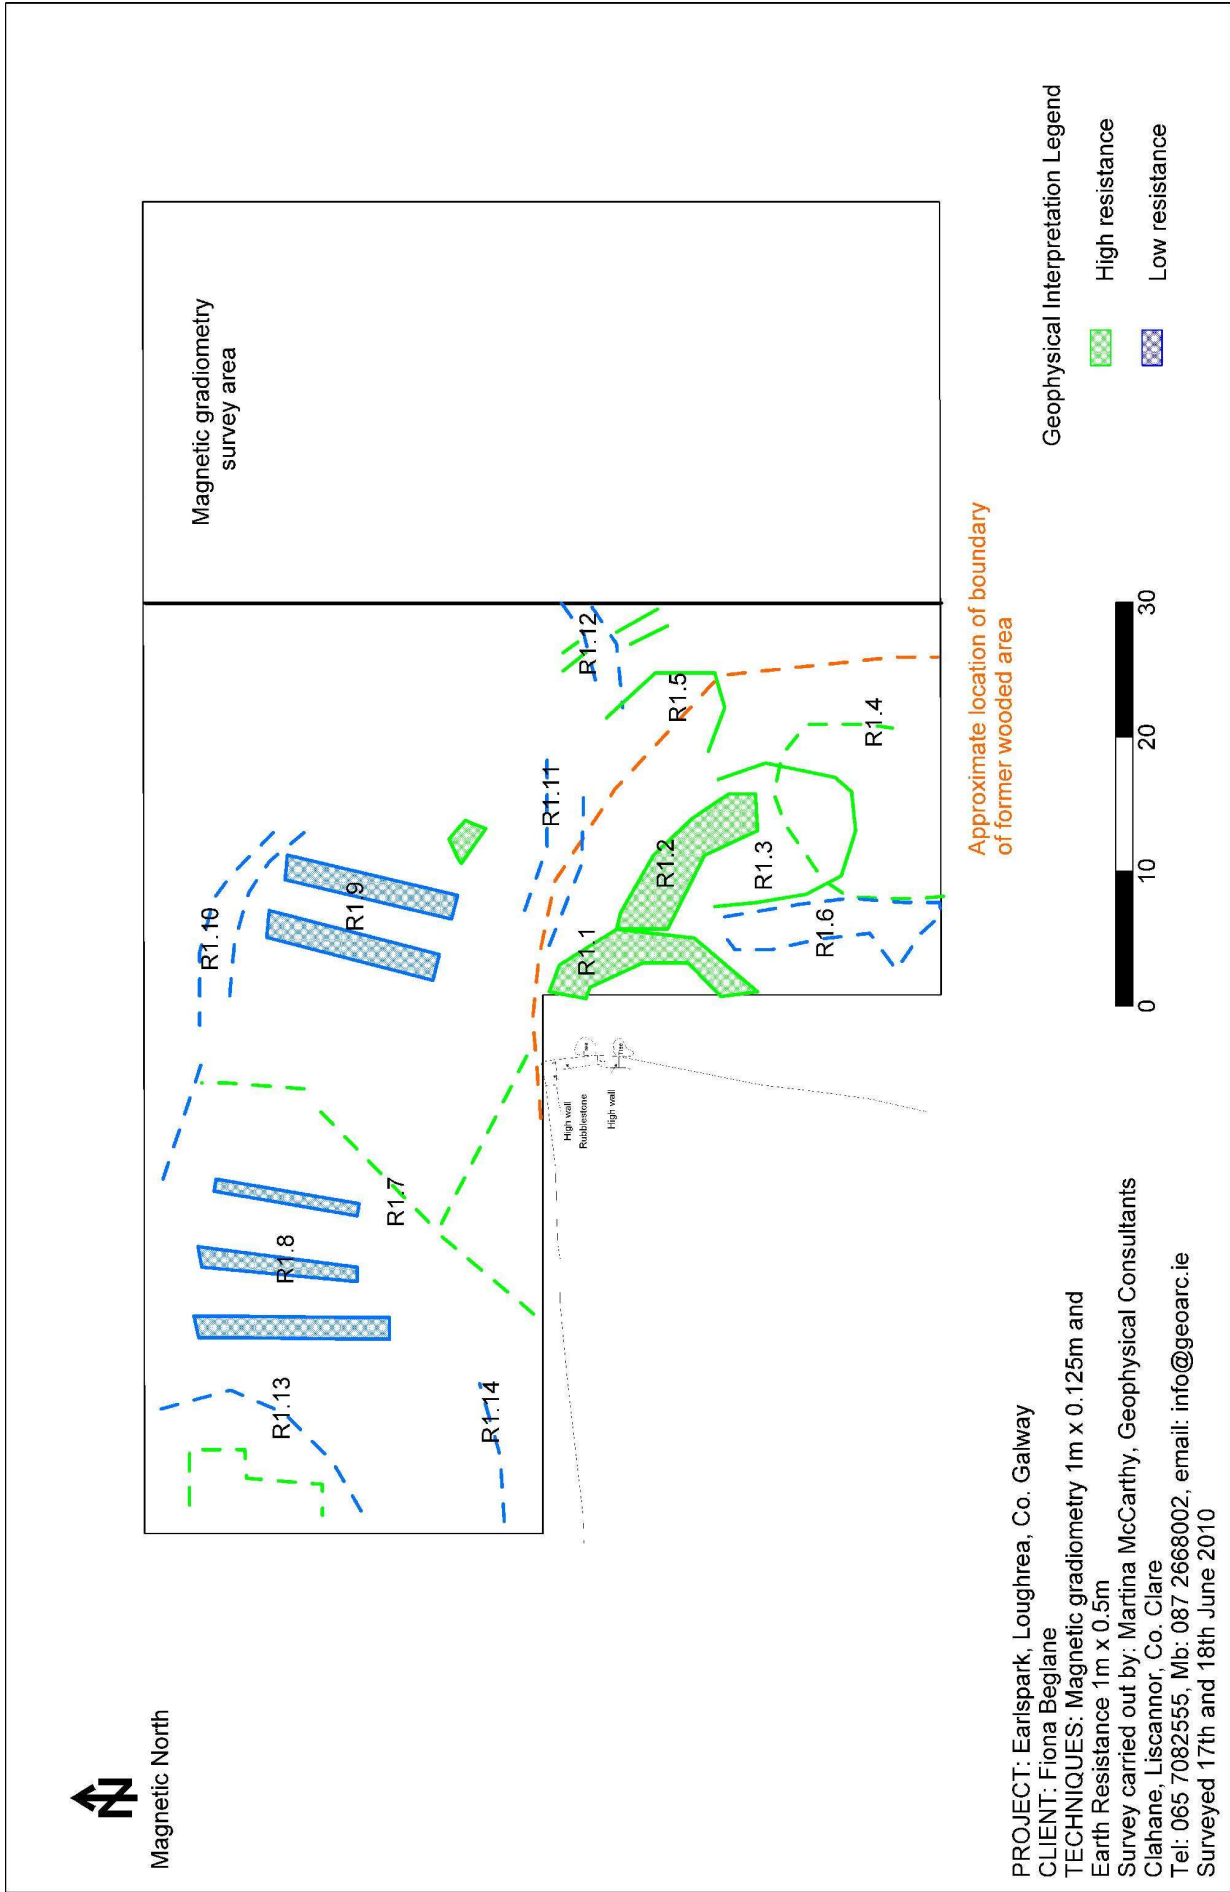 N
Magnetic North
Magnetic gradiometry
survey area
R1.10
R1.9
R1.8
R1.13
R1.7
R1.14
R1.11
R1.12
R1.1
R1.2
R1.5
R1.3
R1.6
R1.4
High wall
Rubblestone
High wall
Tree
Tree
Approximate location of boundary
of former wooded area
Geophysical Interpretation Legend
High resistance
Low resistance
0 10 20 30
PROJECT: Earlspark, Loughrea, Co. Galway
CLIENT: Fiona Beglane
TECHNIQUES: Magnetic gradiometry 1m x 0.125m and
Earth Resistance 1m x 0.5m
Survey carried out by: Martina McCarthy, Geophysical Consultants
Clahane, Liscannor, Co. Clare
Tel: 065 7082555, Mb: 087 2668002, email: info@geoarc.ie
Surveyed 17th and 18th June 2010